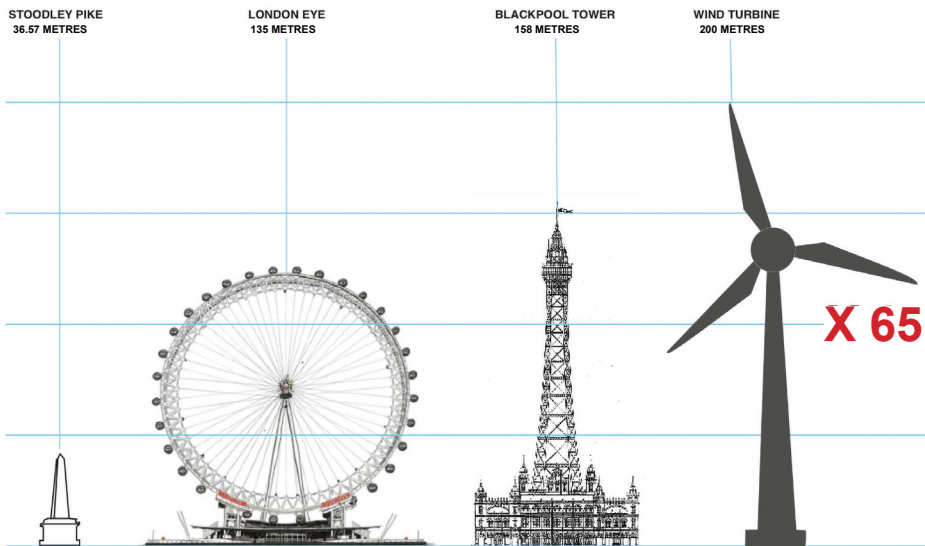 STOODLEY PIKE
36.57 METRES
LONDON EYE
135 METRES
BLACKPOOL TOWER
158 METRES
WIND TURBINE
200 METRES
X 65